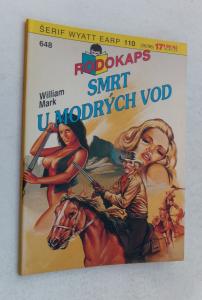 ŠERIF WYATT EARP 110
648
RODOKAPS
William
Mark
SMRT
U MODRÝCH VOD